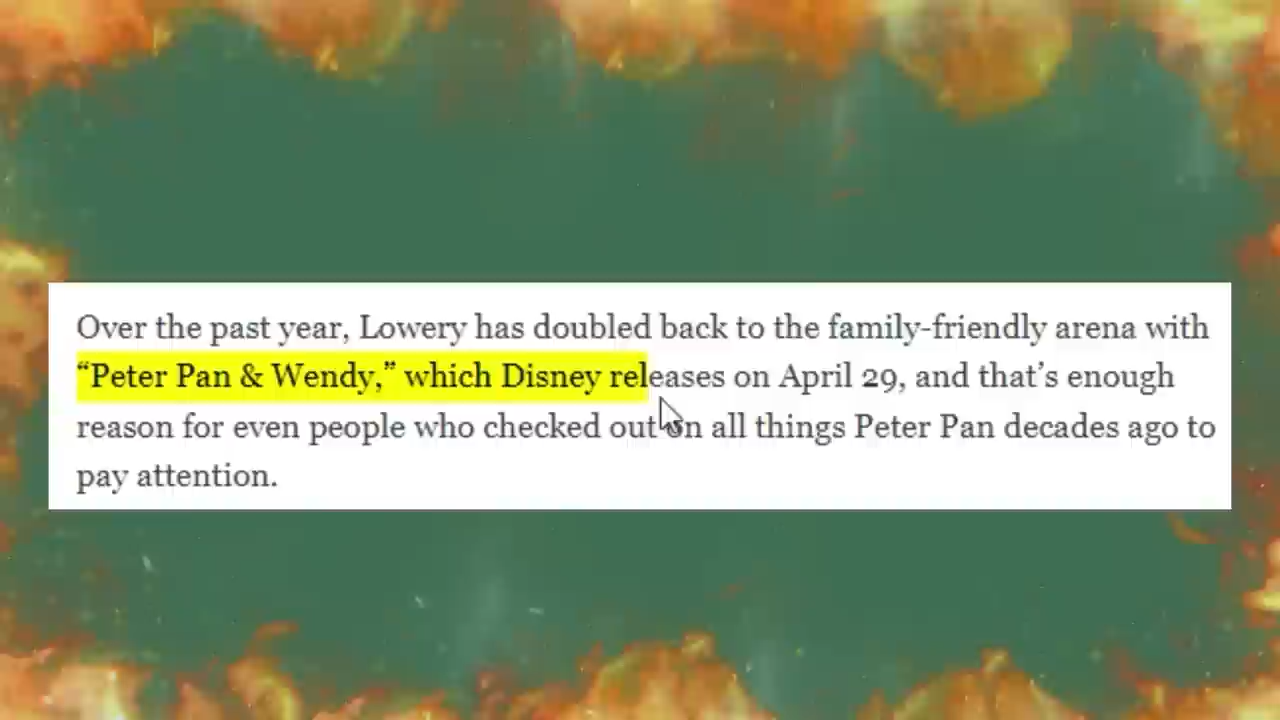 Over the past year, Lowery has doubled back to the family-friendly arena with
“Peter Pan & Wendy,” which Disney releases on April 29, and that’s enough
reason for even people who checked out on all things Peter Pan decades ago to
pay attention.